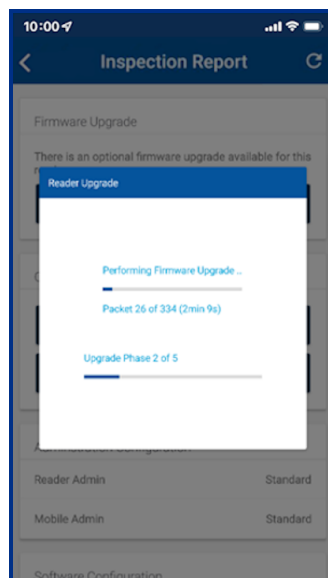 10:00
Inspection Report
Firmware Upgrade
There is an optional firmware upgrade available for this
Reader Upgrade
Performing Firmware Upgrade ..
Packet 26 of 334 (2min 9s)
Upgrade Phase 2 of 5
Reader Admin Standard
Mobile Admin Standard
Software Configuration